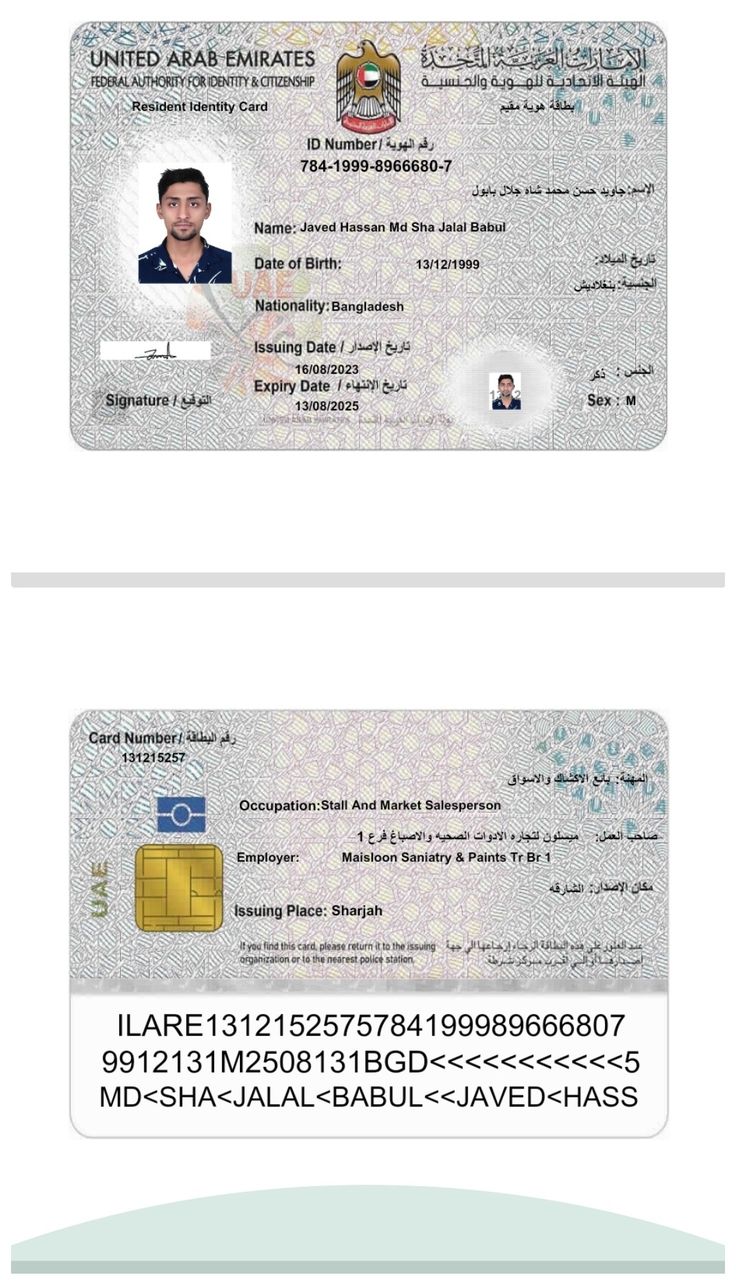 UNITED ARAB EMIRATES
الإمارات العربية المتحدة
FEDERAL AUTHORITY FOR IDENTITY & CITIZENSHIP
الهيئة الاتحادية للهوية والجنسية
Resident Identity Card
بطاقة هوية مقيم
ID Number / رقم الهوية
784-1999-8966680-7
الإسم: جاويد حسن محمد شاه جلال بابول
Name: Javed Hassan Md Sha Jalal Babul
Date of Birth: 13/12/1999 تاريخ الميلاد:
الجنسية: بنغلاديش
Nationality: Bangladesh
Issuing Date / تاريخ الإصدار
16/08/2023
Expiry Date / تاريخ الانتهاء
13/08/2025
الجنس: ذكر
Sex : M
Signature / التوقيع
Card Number / رقم البطاقة
131215257
المهنة: بائع الاكشاك والاسواق
Occupation: Stall And Market Salesperson
صاحب العمل: ميسلون لتجاره الادوات الصحيه والاصباغ فرع 1
Employer: Maisloon Saniatry & Paints Tr Br 1
مكان الإصدار: الشارقه
Issuing Place: Sharjah
UAE
If you find this card, please return it to the issuing
organization or to the nearest police station.
عند العثور على هذه البطاقة الرجاء إرجاعها الى جهة
اصدارها أو الى أقرب مركز شرطة.
ILARE1312152575784199989666807
9912131M2508131BGD<<<<<<<<<<<5
MD<SHA<JALAL<BABUL<<JAVED<HASS